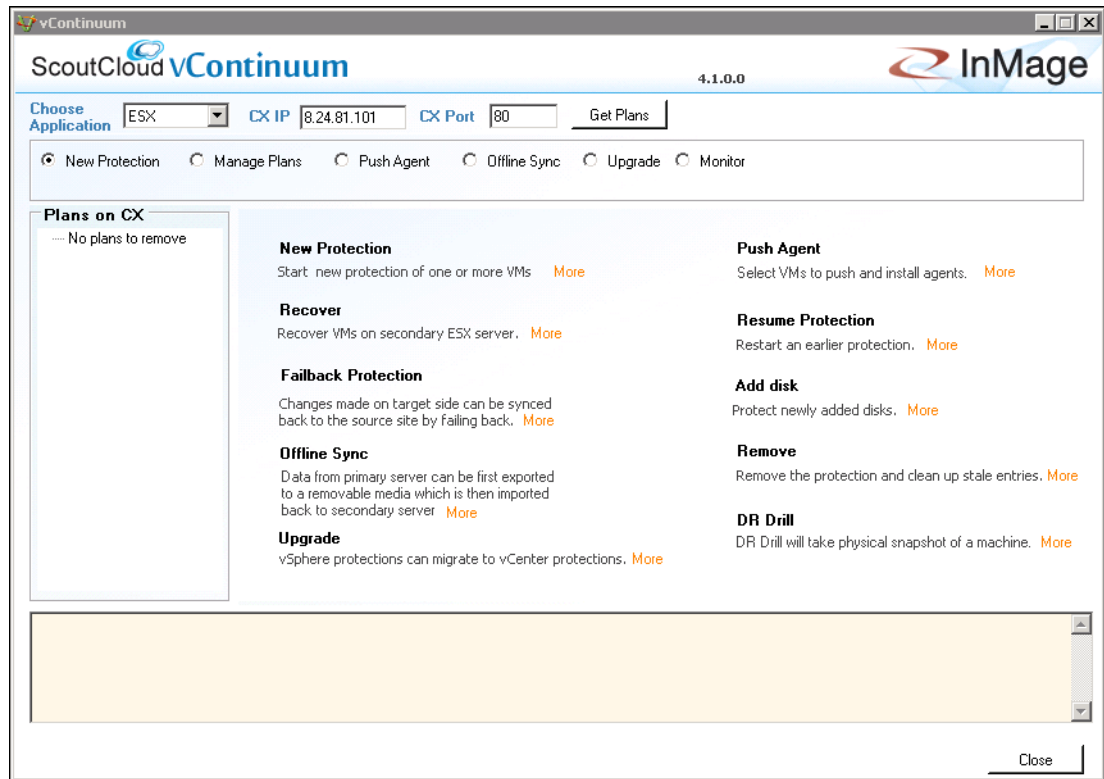 vContinuum
ScoutCloud vContinuum
4.1.0.0
InMage
Choose Application ESX CX IP 8.24.81.101 CX Port 80 Get Plans
New Protection Manage Plans Push Agent Offline Sync Upgrade Monitor
Plans on CX
No plans to remove
New Protection
Start new protection of one or more VMs More
Recover
Recover VMs on secondary ESX server. More
Failback Protection
Changes made on target side can be synced
back to the source site by failing back. More
Offline Sync
Data from primary server can be first exported
to a removable media which is then imported
back to secondary server More
Upgrade
vSphere protections can migrate to vCenter protections. More
Push Agent
Select VMs to push and install agents. More
Resume Protection
Restart an earlier protection. More
Add disk
Protect newly added disks. More
Remove
Remove the protection and clean up stale entries. More
DR Drill
DR Drill will take physical snapshot of a machine. More
Close